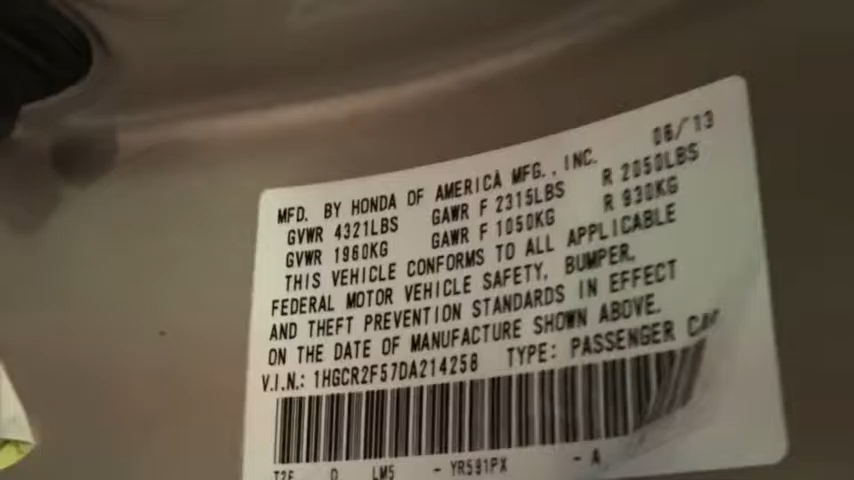 06/13
MFD. BY HONDA OF AMERICA MFG., INC.
GVWR 4321LBS GAWR F 2315LBS R 2050LBS
GVWR 1960KG GAWR F 1050KG R 930KG
THIS VEHICLE CONFORMS TO ALL APPLICABLE
FEDERAL MOTOR VEHICLE SAFETY, BUMPER,
AND THEFT PREVENTION STANDARDS IN EFFECT
ON THE DATE OF MANUFACTURE SHOWN ABOVE.
V.I.N.: 1HGCR2F57DA214258 TYPE: PASSENGER CAR
D LM5 - YR591PX - A